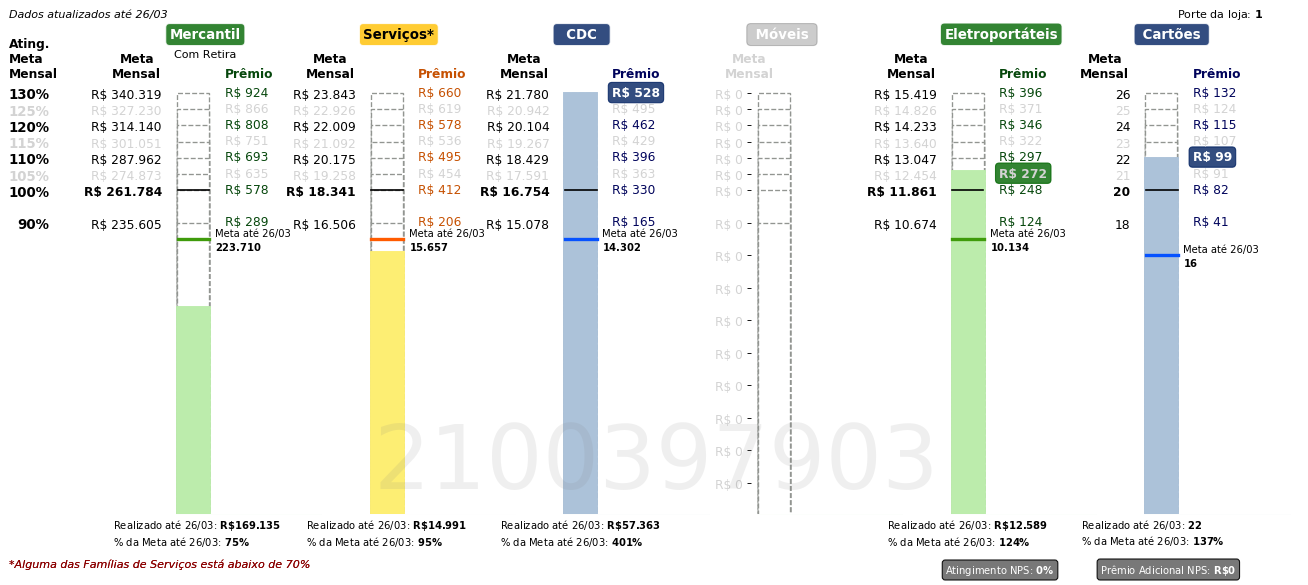 Dados atualizados até 26/03
Porte da loja: 1
Mercantil
Serviços*
CDC
Móveis
Eletroportáteis
Cartões
Ating. Meta Mensal
Com Retira
Meta Mensal Prêmio Meta Mensal Prêmio Meta Mensal Prêmio Meta Mensal Meta Mensal Prêmio Meta Mensal Prêmio
130% R$ 340.319 R$ 924 R$ 23.843 R$ 660 R$ 21.780 R$ 528 R$ 0 R$ 15.419 R$ 396 26 R$ 132
125% R$ 327.230 R$ 866 R$ 22.926 R$ 619 R$ 20.942 R$ 495 R$ 0 R$ 14.826 R$ 371 25 R$ 124
120% R$ 314.140 R$ 808 R$ 22.009 R$ 578 R$ 20.104 R$ 462 R$ 0 R$ 14.233 R$ 346 24 R$ 115
115% R$ 301.051 R$ 751 R$ 21.092 R$ 536 R$ 19.267 R$ 429 R$ 0 R$ 13.640 R$ 322 23 R$ 107
110% R$ 287.962 R$ 693 R$ 20.175 R$ 495 R$ 18.429 R$ 396 R$ 0 R$ 13.047 R$ 297 22 R$ 99
105% R$ 274.873 R$ 635 R$ 19.258 R$ 454 R$ 17.591 R$ 363 R$ 0 R$ 12.454 R$ 272 21 R$ 91
100% R$ 261.784 R$ 578 R$ 18.341 R$ 412 R$ 16.754 R$ 330 R$ 0 R$ 11.861 R$ 248 20 R$ 82
90% R$ 235.605 R$ 289 R$ 16.506 R$ 206 R$ 15.078 R$ 165 R$ 0 R$ 10.674 R$ 124 18 R$ 41
Meta até 26/03 Meta até 26/03 Meta até 26/03 Meta até 26/03
223.710 15.657 14.302 10.134
Meta até 26/03
16
R$ 0
R$ 0
R$ 0
R$ 0
R$ 0
R$ 0
R$ 0
R$ 0
2100397903
Realizado até 26/03: R$169.135 Realizado até 26/03: R$14.991 Realizado até 26/03: R$57.363 Realizado até 26/03: R$12.589 Realizado até 26/03: 22
% da Meta até 26/03: 75% % da Meta até 26/03: 95% % da Meta até 26/03: 401% % da Meta até 26/03: 124% % da Meta até 26/03: 137%
*Alguma das Famílias de Serviços está abaixo de 70%
Atingimento NPS: 0%
Prêmio Adicional NPS: R$0